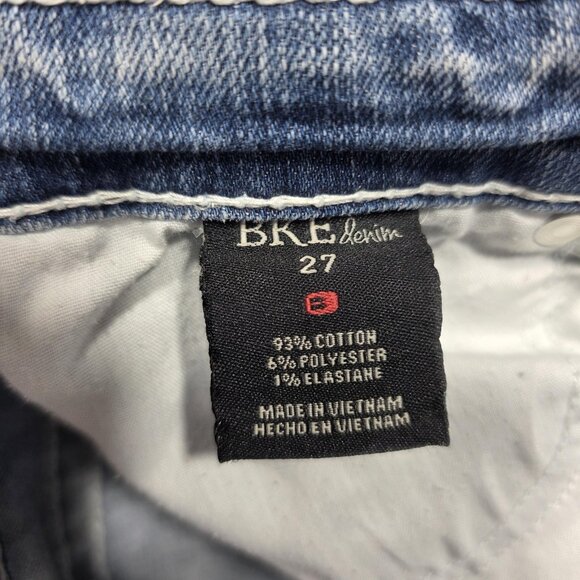 BKE denim
27
B
93% COTTON
6% POLYESTER
1% ELASTANE
MADE IN VIETNAM
HECHO EN VIETNAM